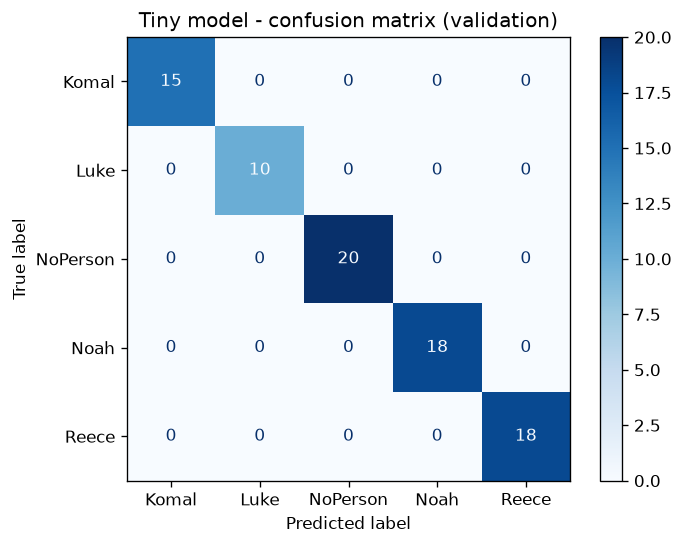 Tiny model - confusion matrix (validation)
Komal 15 0 0 0 0
Luke 0 10 0 0 0
NoPerson 0 0 20 0 0
Noah 0 0 0 18 0
Reece 0 0 0 0 18
Komal Luke NoPerson Noah Reece
Predicted label
True label
20.0
17.5
15.0
12.5
10.0
7.5
5.0
2.5
0.0